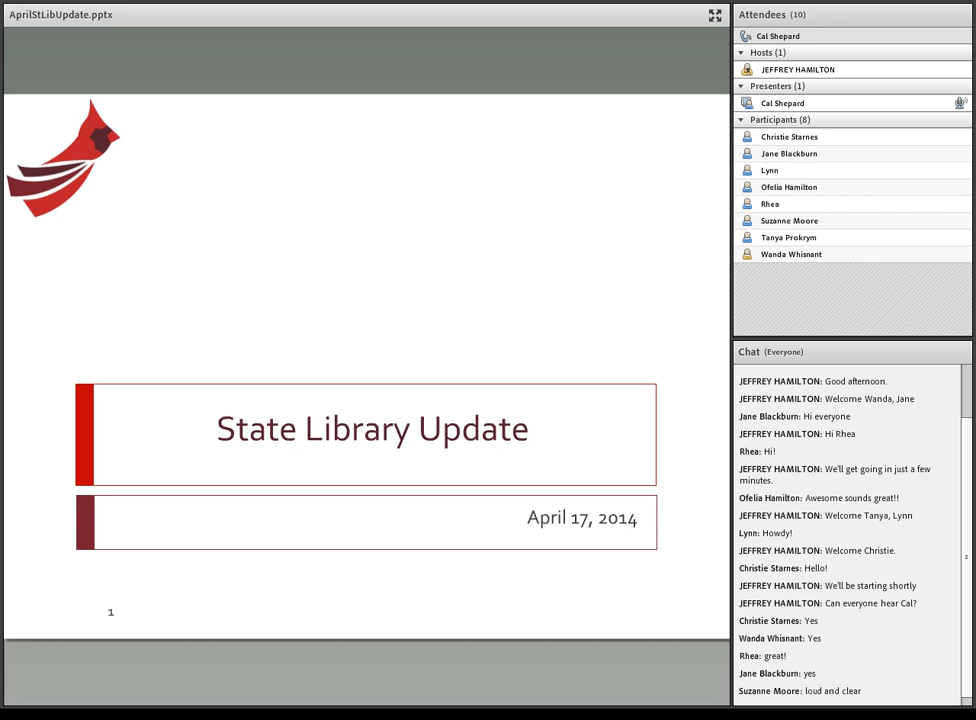 AprilStLibUpdate.pptx
State Library Update
April 17, 2014
1
Attendees (10)
Cal Shepard
Hosts (1)
JEFFREY HAMILTON
Presenters (1)
Cal Shepard
Participants (8)
Christie Starnes
Jane Blackburn
Lynn
Ofelia Hamilton
Rhea
Suzanne Moore
Tanya Prokrym
Wanda Whisnant
Chat (Everyone)
JEFFREY HAMILTON: Good afternoon.
JEFFREY HAMILTON: Welcome Wanda, Jane
Jane Blackburn: Hi everyone
JEFFREY HAMILTON: Hi Rhea
Rhea: Hi!
JEFFREY HAMILTON: We'll get going in just a few
minutes.
Ofelia Hamilton: Awesome sounds great!!
JEFFREY HAMILTON: Welcome Tanya, Lynn
Lynn: Howdy!
JEFFREY HAMILTON: Welcome Christie.
Christie Starnes: Hello!
JEFFREY HAMILTON: We'll be starting shortly
JEFFREY HAMILTON: Can everyone hear Cal?
Christie Starnes: Yes
Wanda Whisnant: Yes
Rhea: great!
Jane Blackburn: yes
Suzanne Moore: loud and clear